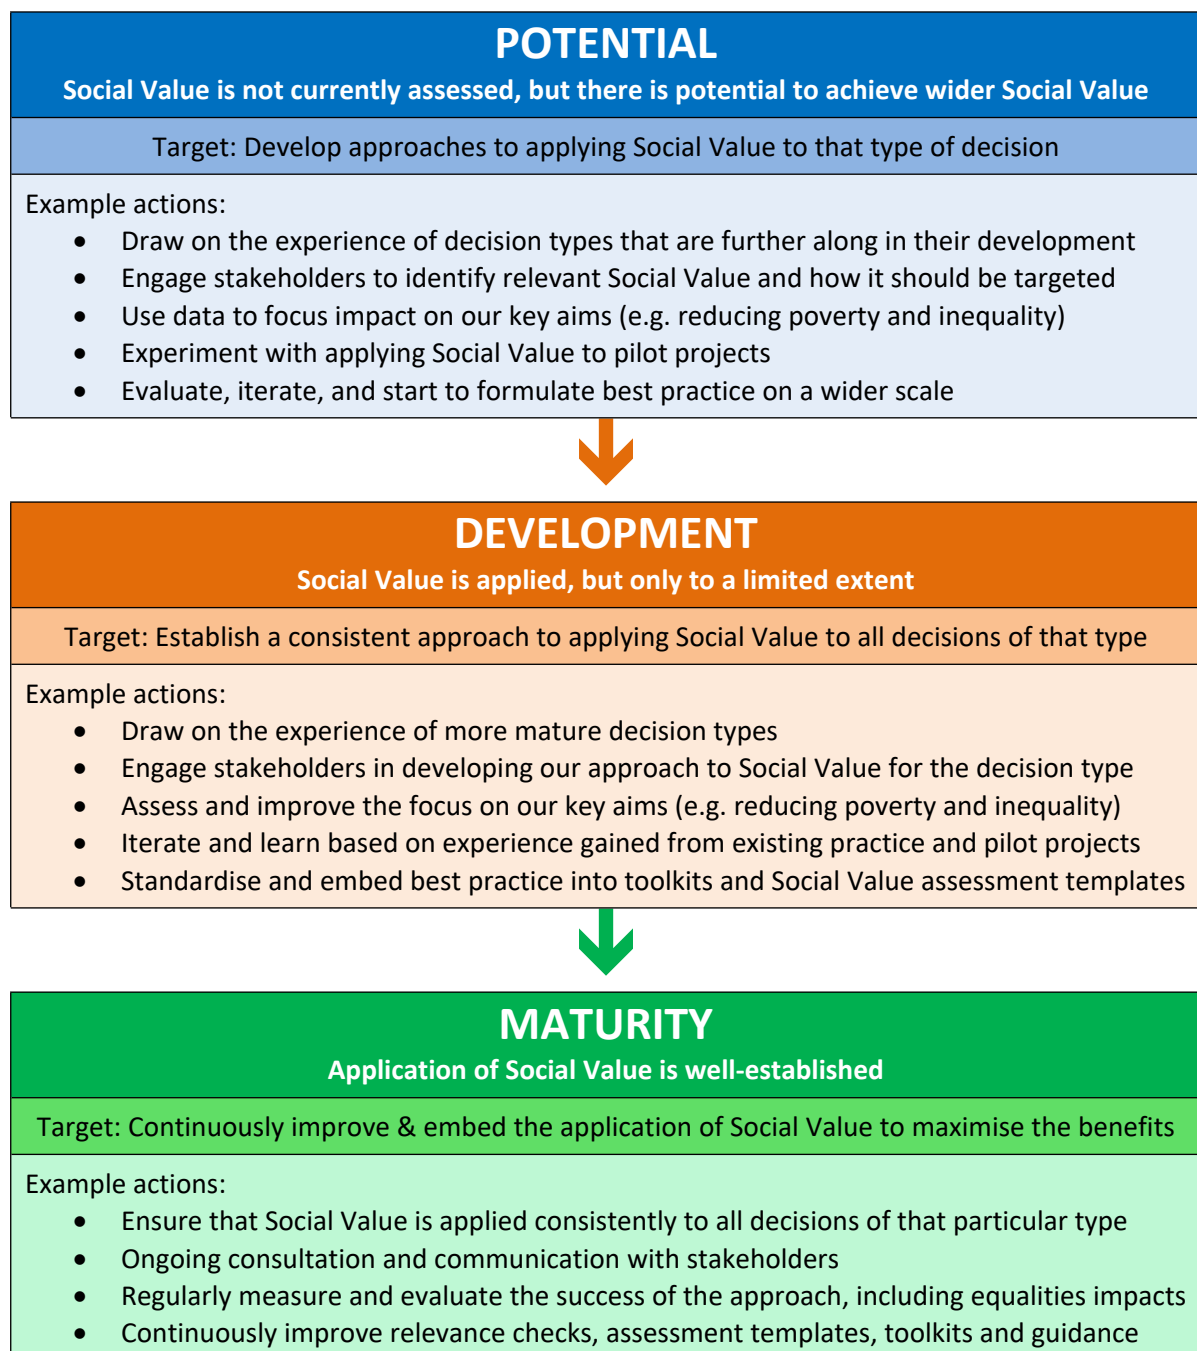 POTENTIAL
Social Value is not currently assessed, but there is potential to achieve wider Social Value
Target: Develop approaches to applying Social Value to that type of decision
Example actions:
• Draw on the experience of decision types that are further along in their development
• Engage stakeholders to identify relevant Social Value and how it should be targeted
• Use data to focus impact on our key aims (e.g. reducing poverty and inequality)
• Experiment with applying Social Value to pilot projects
• Evaluate, iterate, and start to formulate best practice on a wider scale
DEVELOPMENT
Social Value is applied, but only to a limited extent
Target: Establish a consistent approach to applying Social Value to all decisions of that type
Example actions:
• Draw on the experience of more mature decision types
• Engage stakeholders in developing our approach to Social Value for the decision type
• Assess and improve the focus on our key aims (e.g. reducing poverty and inequality)
• Iterate and learn based on experience gained from existing practice and pilot projects
• Standardise and embed best practice into toolkits and Social Value assessment templates
MATURITY
Application of Social Value is well-established
Target: Continuously improve & embed the application of Social Value to maximise the benefits
Example actions:
• Ensure that Social Value is applied consistently to all decisions of that particular type
• Ongoing consultation and communication with stakeholders
• Regularly measure and evaluate the success of the approach, including equalities impacts
• Continuously improve relevance checks, assessment templates, toolkits and guidance